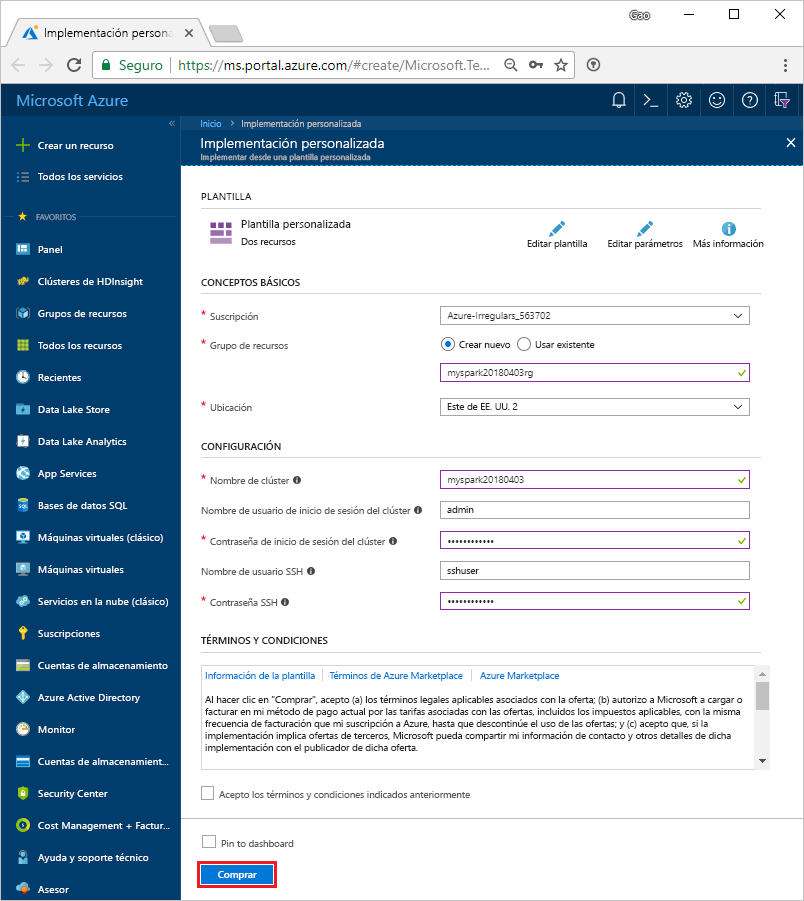 Gao
Implementación persona
Seguro
https://ms.portal.azure.com/#create/Microsoft.Te...
Microsoft Azure
Crear un recurso
Todos los servicios
FAVORITOS
Panel
Clústeres de HDInsight
Grupos de recursos
Todos los recursos
Recientes
Data Lake Store
Data Lake Analytics
App Services
Bases de datos SQL
Máquinas virtuales (clásico)
Máquinas virtuales
Servicios en la nube (clásico)
Suscripciones
Cuentas de almacenamiento
Azure Active Directory
Monitor
Cuentas de almacenamient...
Security Center
Cost Management + Factur...
Ayuda y soporte técnico
Asesor
Inicio > Implementación personalizada
Implementación personalizada
Implementar desde una plantilla personalizada
PLANTILLA
Plantilla personalizada
Dos recursos
Editar plantilla
Editar parámetros
Más información
CONCEPTOS BÁSICOS
* Suscripción
Azure-Irregulars_563702
* Grupo de recursos
Crear nuevo
Usar existente
myspark20180403rg
* Ubicación
Este de EE. UU. 2
CONFIGURACIÓN
* Nombre de clúster
myspark20180403
Nombre de usuario de inicio de sesión del clúster
admin
* Contraseña de inicio de sesión del clúster
••••••••••••
Nombre de usuario SSH
sshuser
* Contraseña SSH
••••••••••••
TÉRMINOS Y CONDICIONES
Información de la plantilla | Términos de Azure Marketplace | Azure Marketplace
Al hacer clic en "Comprar", acepto (a) los términos legales aplicables asociados con la oferta; (b) autorizo a Microsoft a cargar o
facturar en mi método de pago actual por las tarifas asociadas con las ofertas, incluidos los impuestos aplicables, con la misma
frecuencia de facturación que mi suscripción a Azure, hasta que descontinúe el uso de las ofertas; y (c) acepto que, si la
implementación implica ofertas de terceros, Microsoft pueda compartir mi información de contacto y otros detalles de dicha
implementación con el publicador de dicha oferta.
Acepto los términos y condiciones indicados anteriormente
Pin to dashboard
Comprar